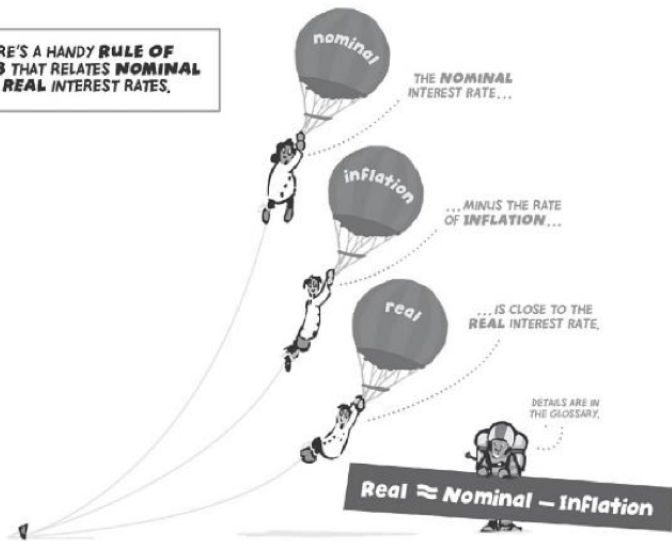 RE'S A HANDY RULE OF
B THAT RELATES NOMINAL
REAL INTEREST RATES.
nominal
THE NOMINAL
INTEREST RATE...
inflation
...MINUS THE RATE
OF INFLATION...
real
...IS CLOSE TO THE
REAL INTEREST RATE.
DETAILS ARE IN
THE GLOSSARY.
Real ≈ Nominal – Inflation